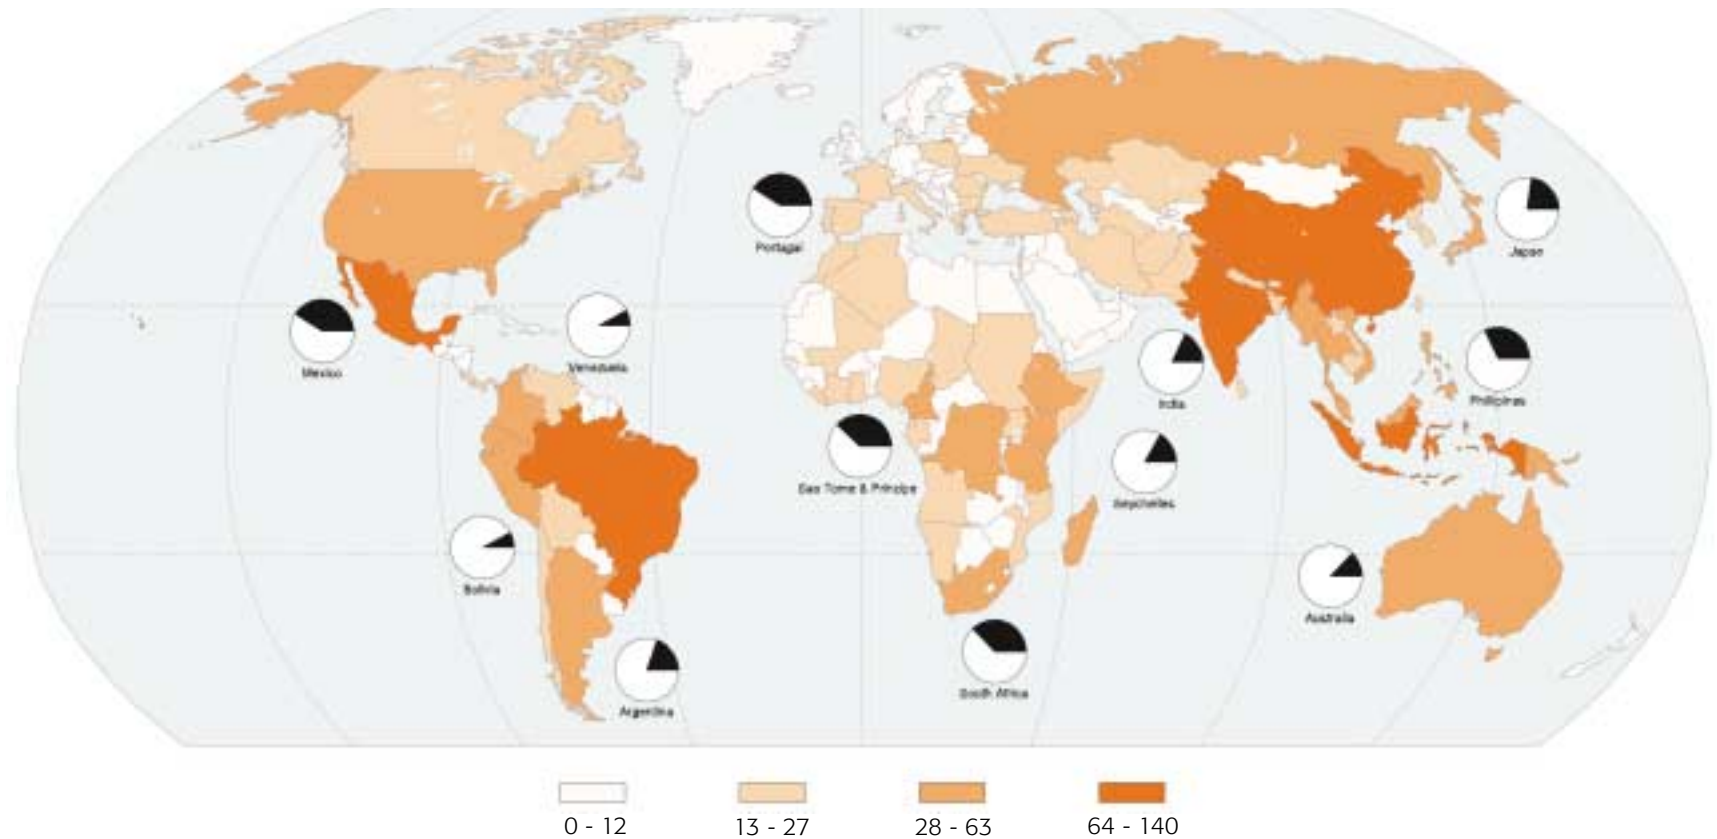 Portugal
Japan
Mexico
Venezuela
India
Philipines
Sao Tome & Principe
Seychelles
Bolivia
Australia
South Africa
Argentina
0 - 12
13 - 27
28 - 63
64 - 140